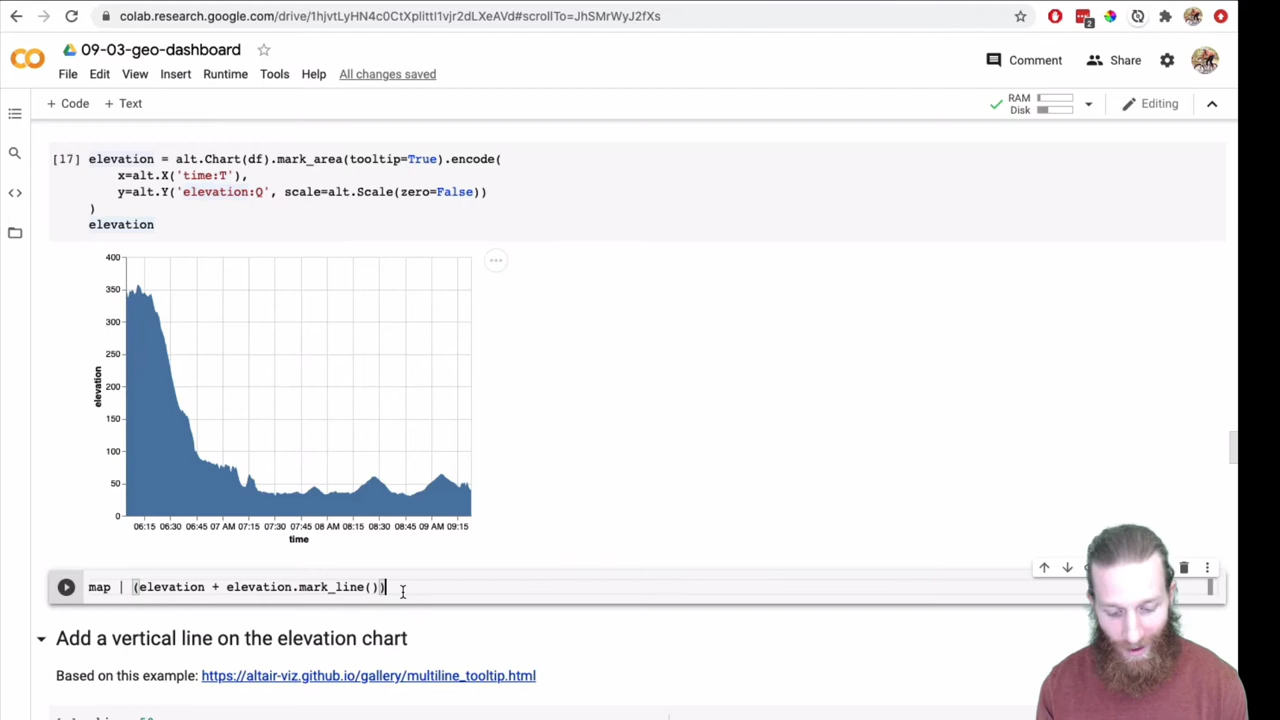 colab.research.google.com/drive/1hjvtLyHN4c0CtXplittI1vjr2dLXeAVd#scrollTo=JhSMrWyJ2fXs
2
09-03-geo-dashboard
File Edit View Insert Runtime Tools Help All changes saved
Comment
Share
+ Code + Text
RAM
Disk
Editing
[17] elevation = alt.Chart(df).mark_area(tooltip=True).encode(
x=alt.X('time:T'),
y=alt.Y('elevation:Q', scale=alt.Scale(zero=False))
)
elevation
400
350
300
250
200
150
100
50
0
elevation
06:15 06:30 06:45 07 AM 07:15 07:30 07:45 08 AM 08:15 08:30 08:45 09 AM 09:15
time
map | (elevation + elevation.mark_line())
Add a vertical line on the elevation chart
Based on this example: https://altair-viz.github.io/gallery/multiline_tooltip.html